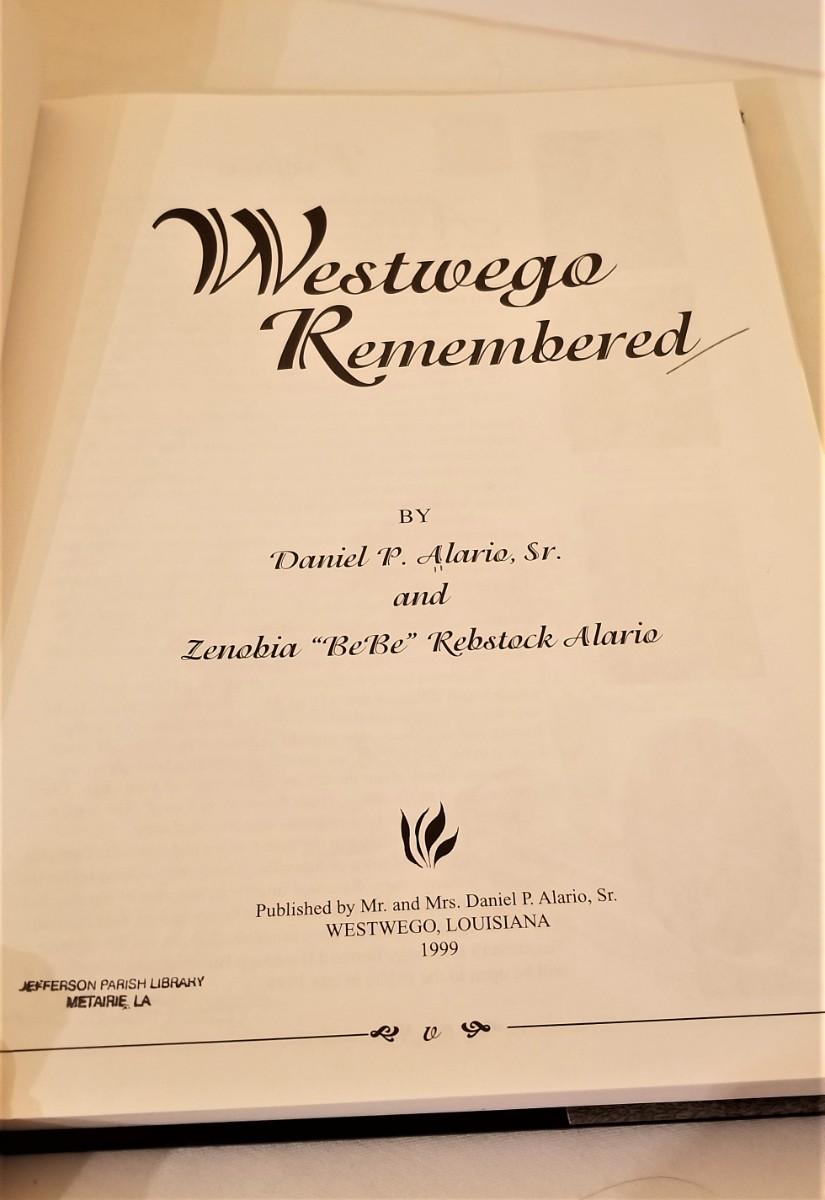 Westwego
Remembered
BY
Daniel P. Alario, Sr.
and
Zenobia “BeBe” Rebstock Alario
Published by Mr. and Mrs. Daniel P. Alario, Sr.
WESTWEGO, LOUISIANA
1999
JEFFERSON PARISH LIBRARY
METAIRIE, LA
v